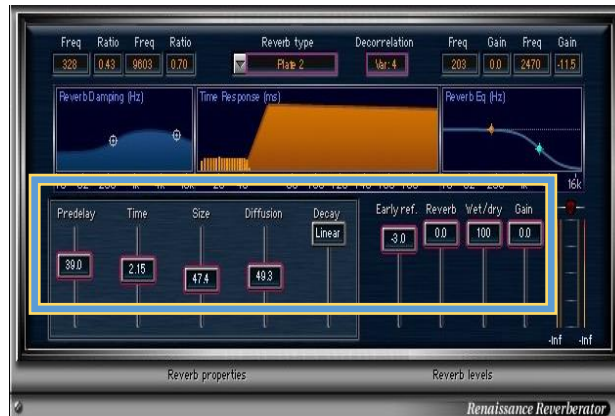 Freq Ratio Freq Ratio Reverb type Decorrelation Freq Gain Freq Gain
328 0.43 9603 0.70 Plate 2 Var: 4 203 0.0 2470 -11.5
Reverb Damping (Hz) Time Response (ms) Reverb Eq (Hz)
16k
Predelay Time Size Diffusion Decay Early ref. Reverb Wet/dry Gain
Linear -3.0 0.0 100 0.0
39.0 2.15 47.4 49.3
-Inf -Inf
Reverb properties Reverb levels
Renaissance Reverberator